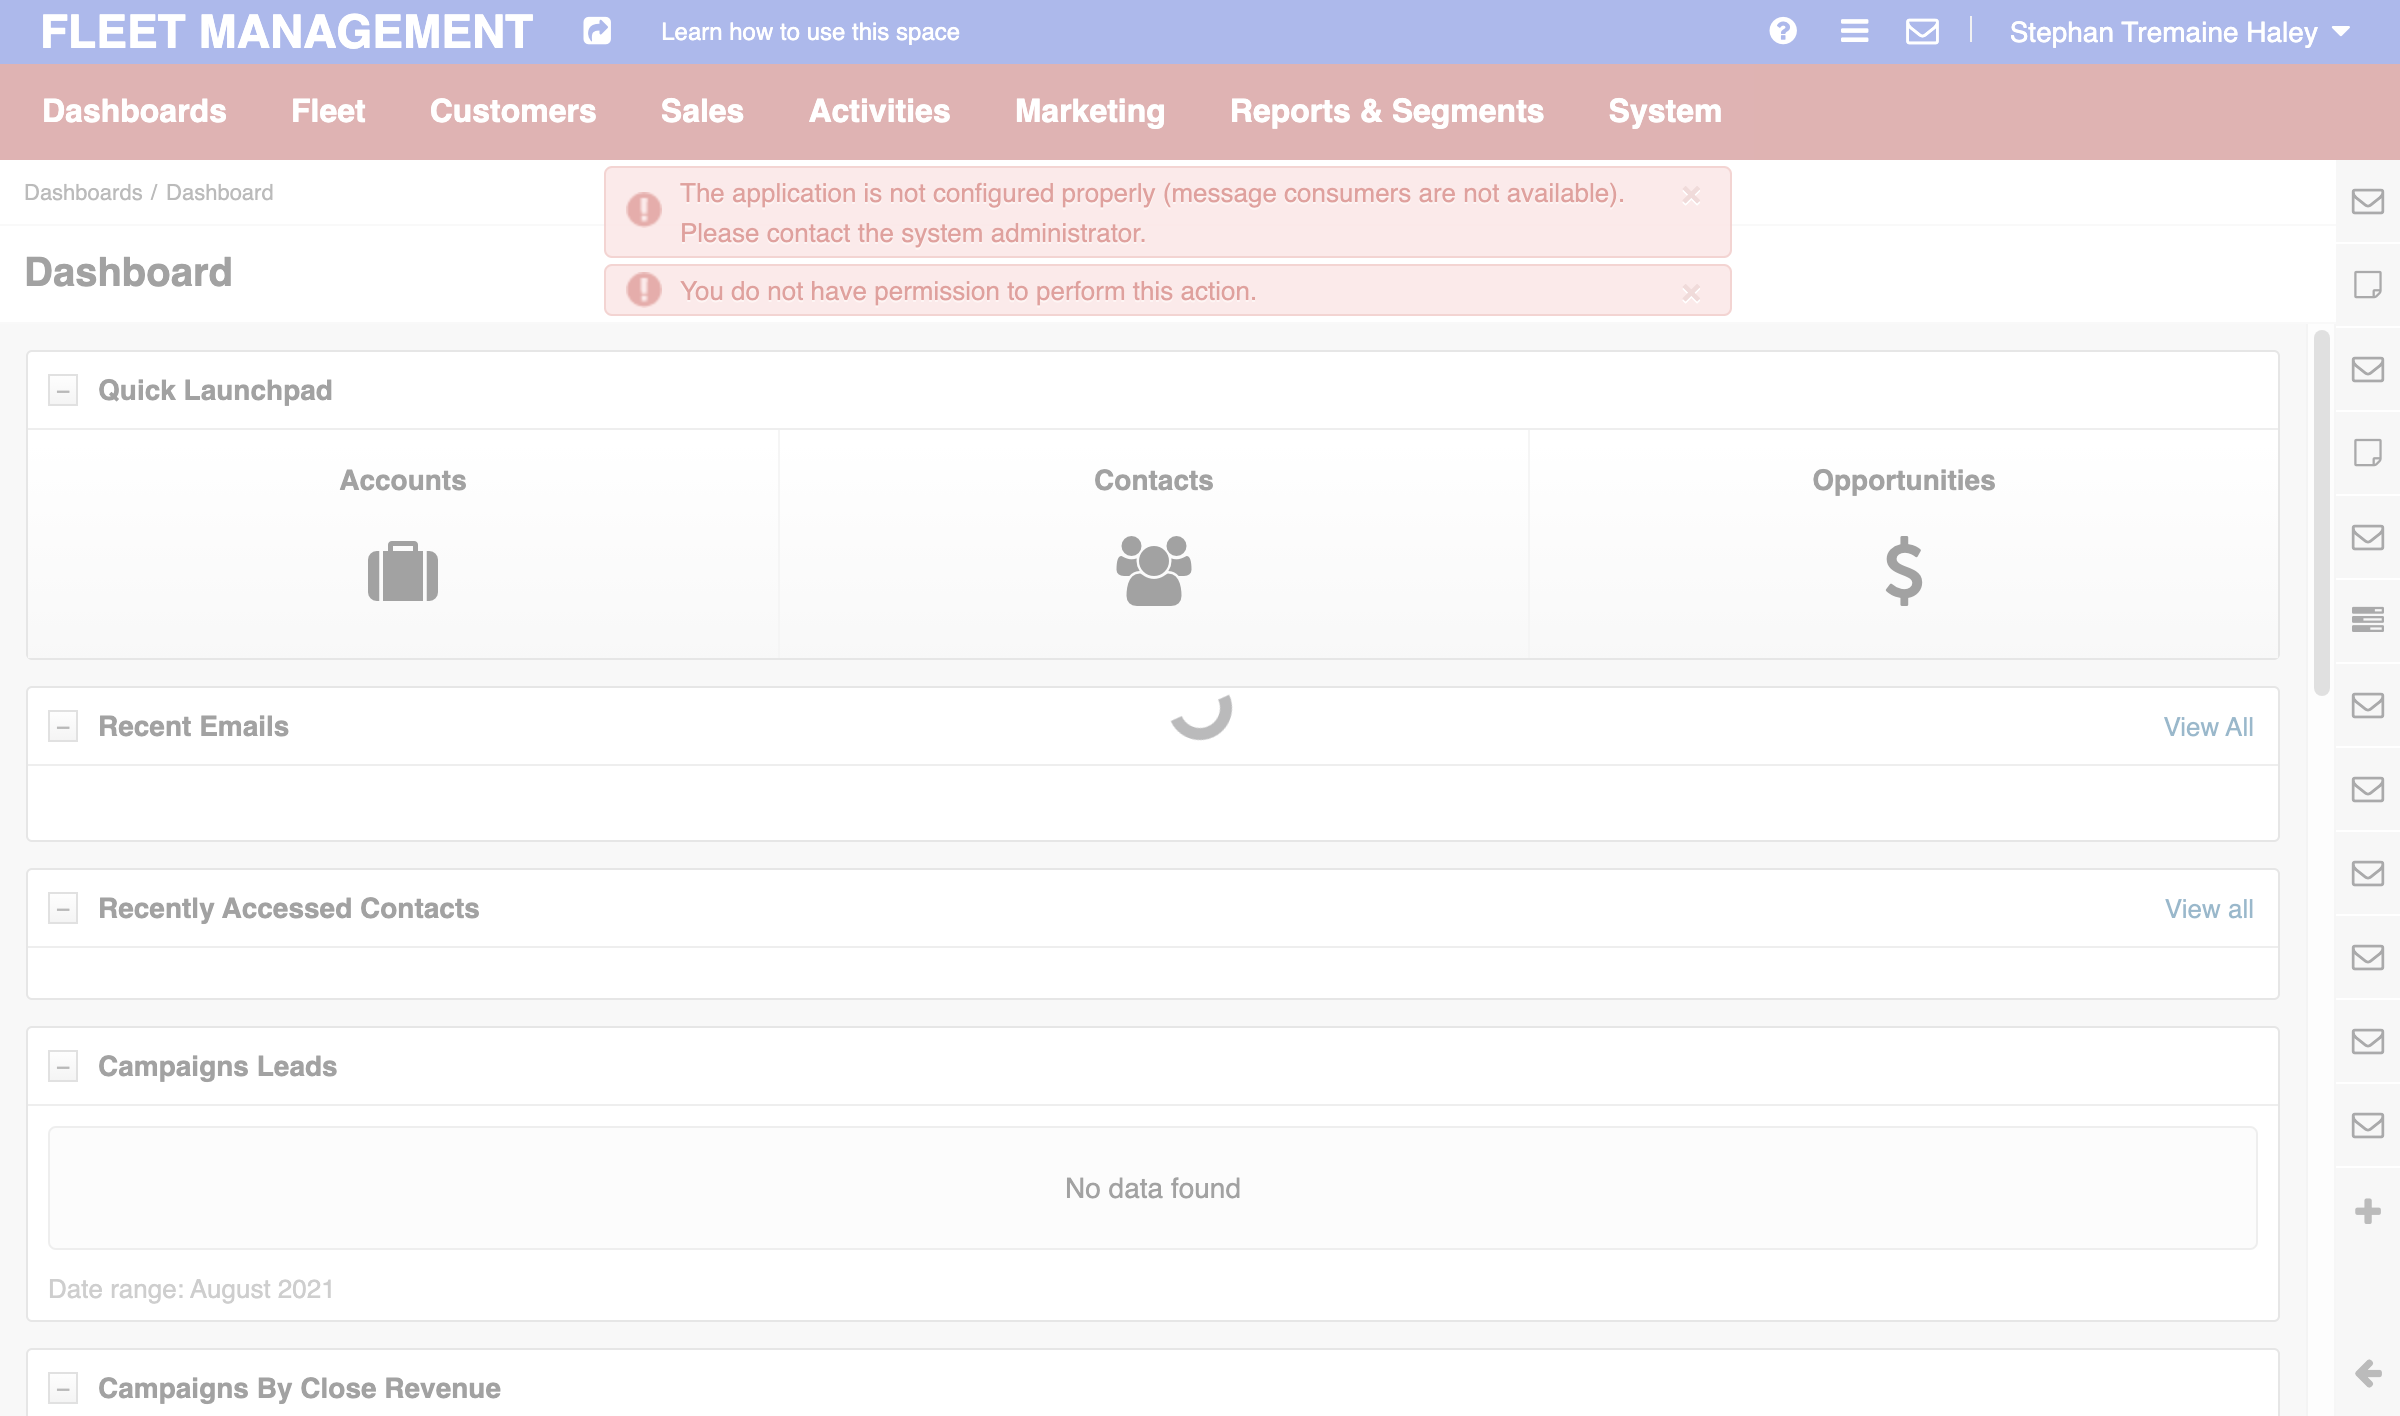 FLEET MANAGEMENT
Learn how to use this space
Stephan Tremaine Haley
Dashboards
Fleet
Customers
Sales
Activities
Marketing
Reports & Segments
System
Dashboards / Dashboard
The application is not configured properly (message consumers are not available).
Please contact the system administrator.
You do not have permission to perform this action.
Dashboard
Quick Launchpad
Accounts
Contacts
Opportunities
Recent Emails
View All
Recently Accessed Contacts
View all
Campaigns Leads
No data found
Date range: August 2021
Campaigns By Close Revenue